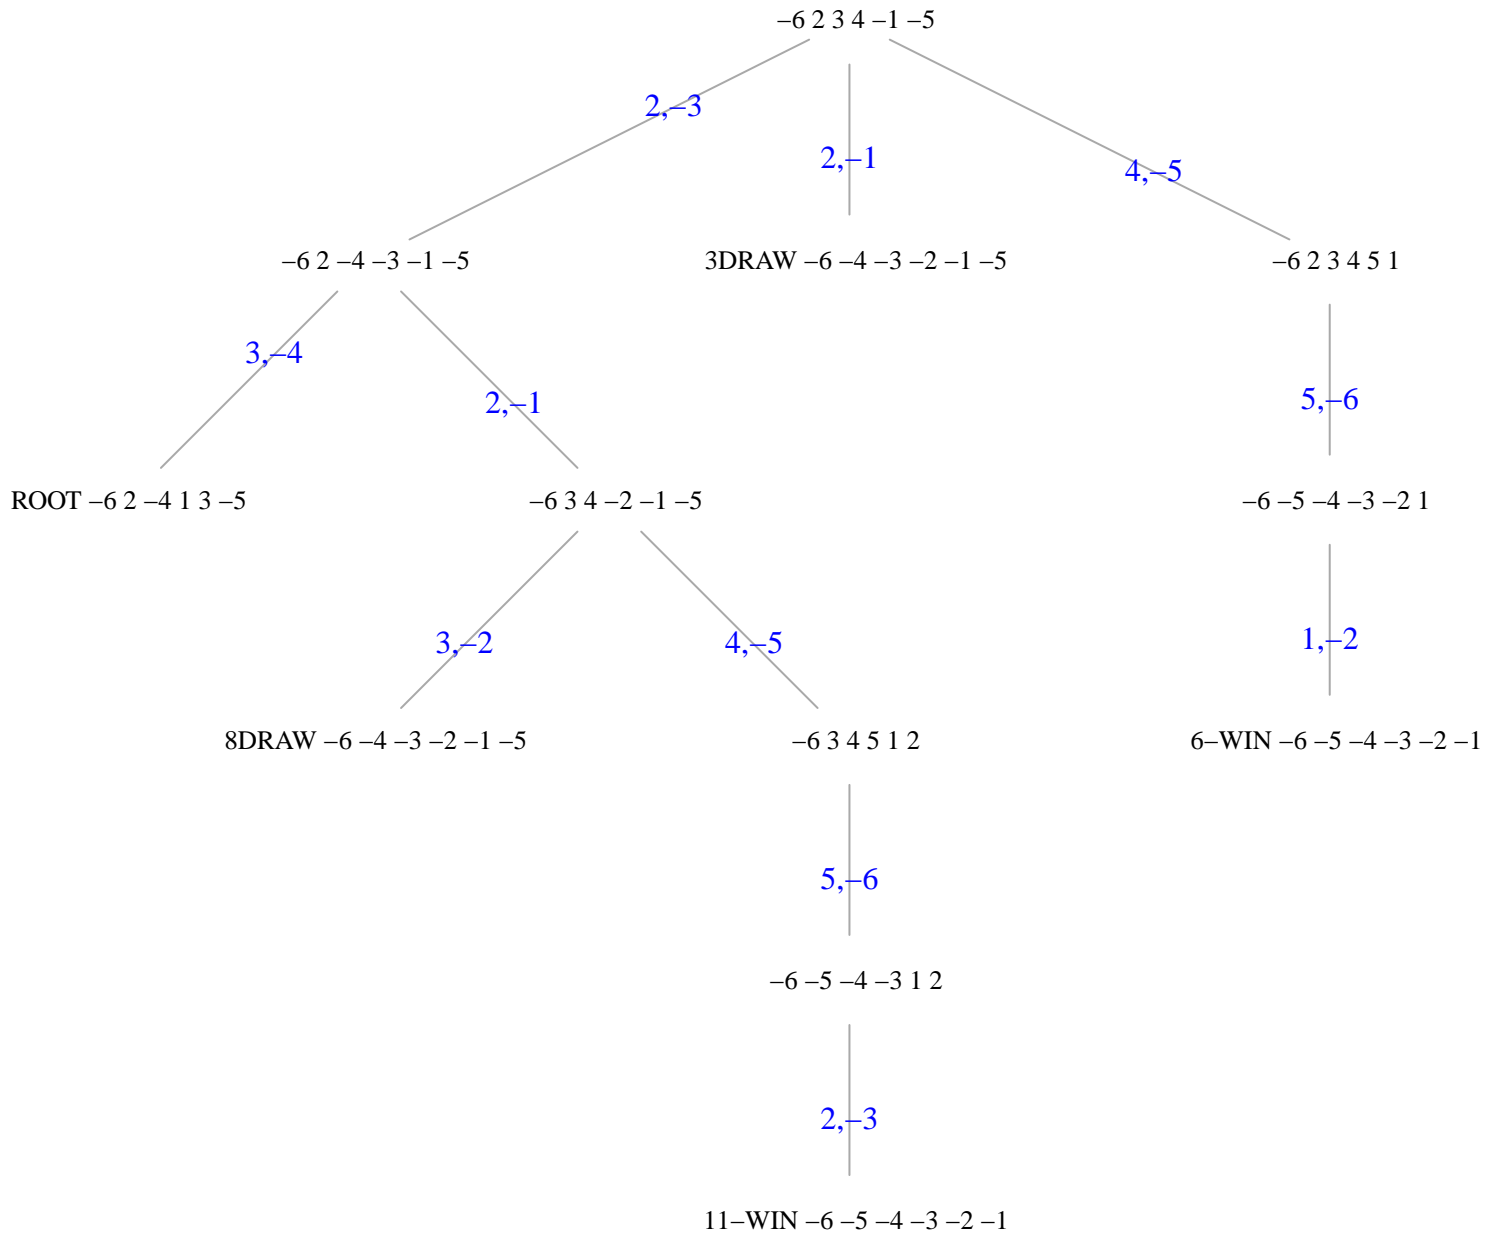 –6 2 3 4 –1 –5
2,–3
2,–1
4,–5
–6 2 –4 –3 –1 –5
3DRAW –6 –4 –3 –2 –1 –5
–6 2 3 4 5 1
3,–4
2,–1
5,–6
ROOT –6 2 –4 1 3 –5
–6 3 4 –2 –1 –5
–6 –5 –4 –3 –2 1
3,–2
4,–5
1,–2
8DRAW –6 –4 –3 –2 –1 –5
–6 3 4 5 1 2
6–WIN –6 –5 –4 –3 –2 –1
5,–6
–6 –5 –4 –3 1 2
2,–3
11–WIN –6 –5 –4 –3 –2 –1